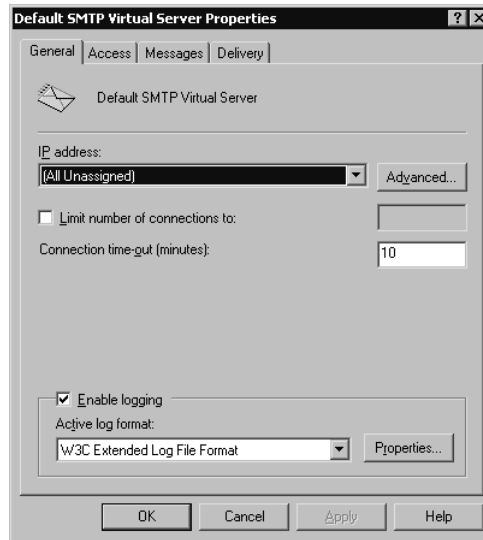 Default SMTP Virtual Server Properties ? X
General Access Messages Delivery
Default SMTP Virtual Server
IP address:
(All Unassigned) Advanced...
Limit number of connections to:
Connection time-out (minutes): 10
Enable logging
Active log format:
W3C Extended Log File Format Properties...
OK Cancel Apply Help